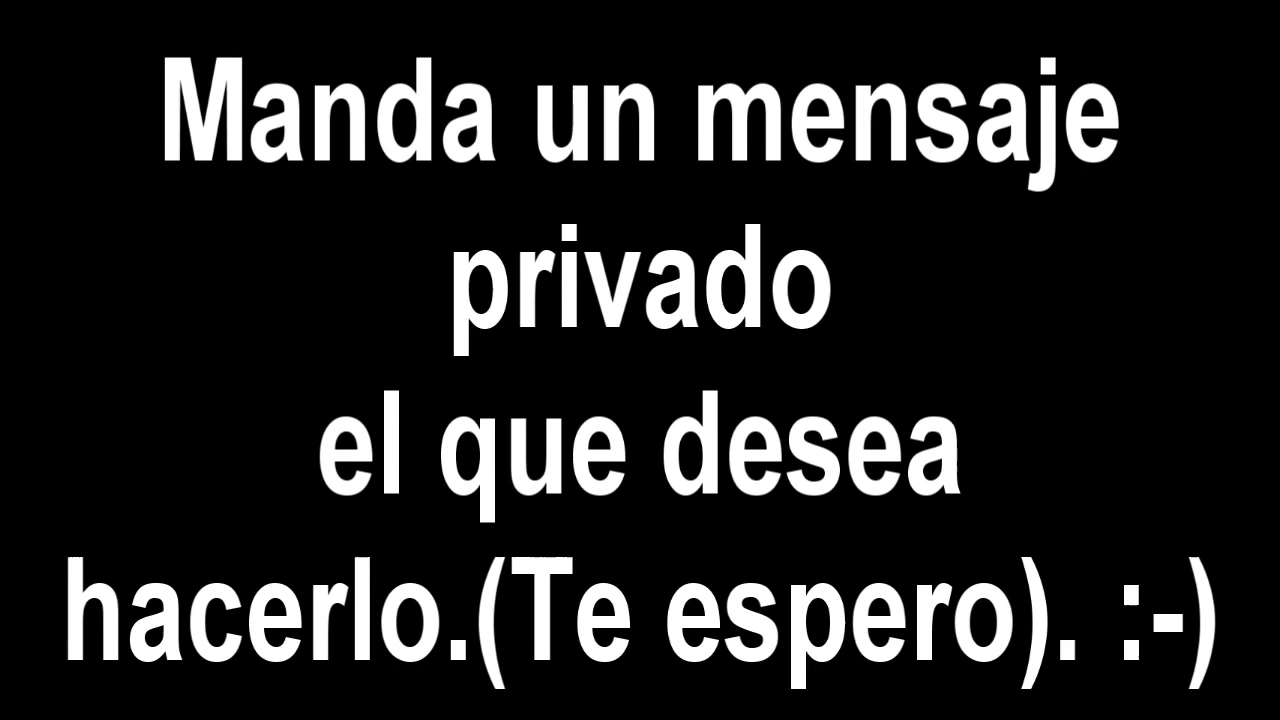 Manda un mensaje
privado
el que desea
hacerlo.(Te espero). :-)